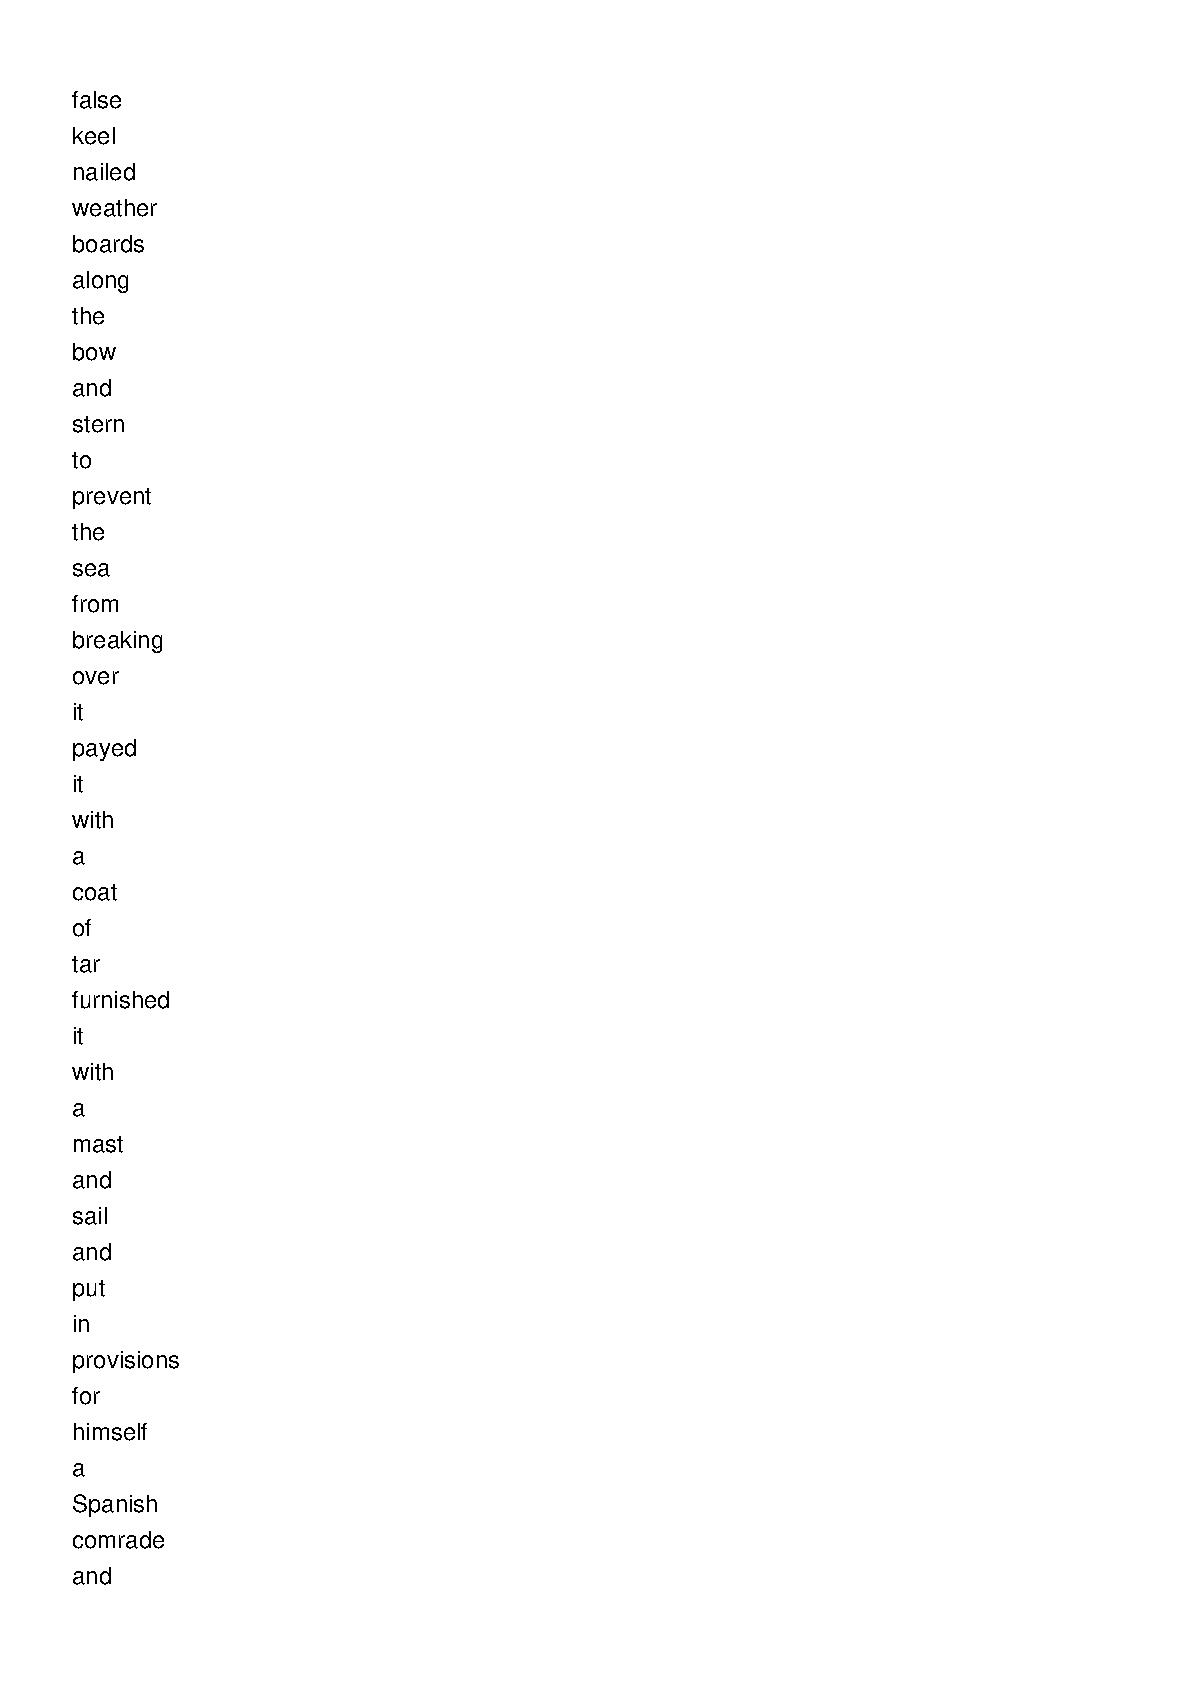 false
keel
nailed
weather
boards
along
the
bow
and
stern
to
prevent
the
sea
from
breaking
over
it
payed
it
with
a
coat
of
tar
furnished
it
with
a
mast
and
sail
and
put
in
provisions
for
himself
a
Spanish
comrade
and